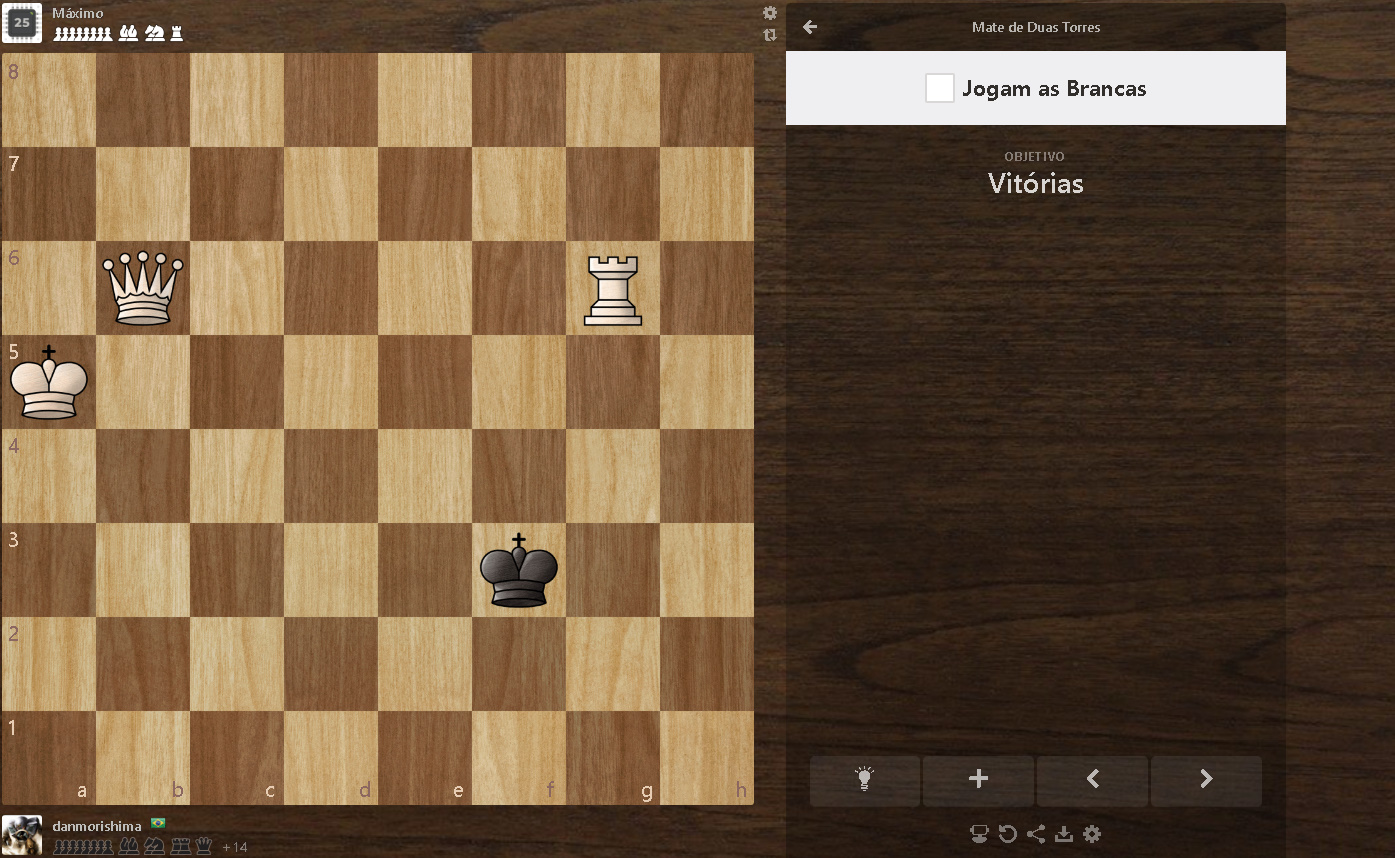 25
Máximo
Mate de Duas Torres
Jogam as Brancas
OBJETIVO
Vitórias
8
7
6
5
4
3
2
1
a b c d e f g h
danmorishima
+14